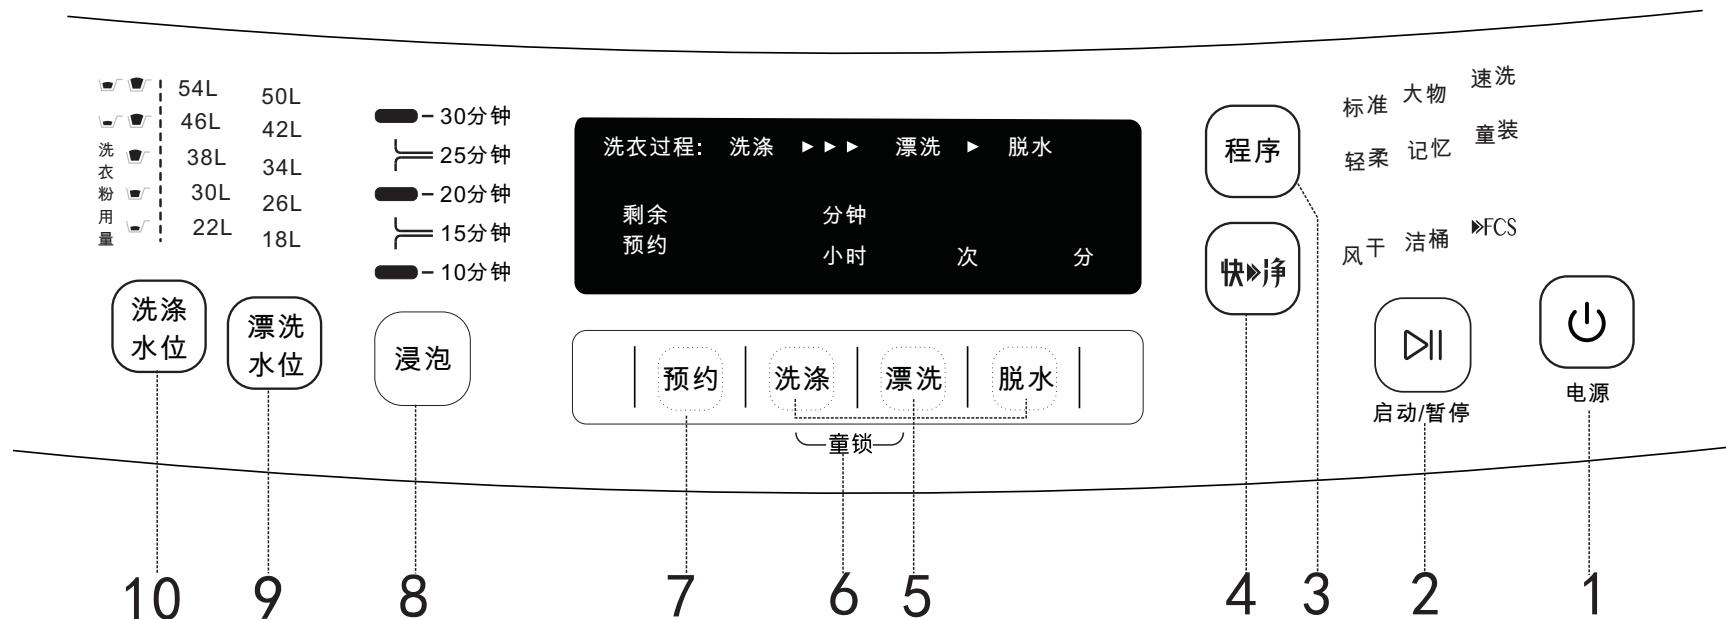 洗衣粉用量
54L
46L
38L
30L
22L
50L
42L
34L
26L
18L
30分钟
25分钟
20分钟
15分钟
10分钟
洗衣过程: 洗涤 ▶▶▶ 漂洗 ▶ 脱水
剩余 分钟
预约 小时 次 分
程序
快净
标准 大物 速洗
轻柔 记忆 童装
风干 洁桶 FCS
洗涤
水位
漂洗
水位
浸泡
预约
洗涤
漂洗
脱水
童锁
启动/暂停
电源
10 9 8 7 6 5 4 3 2 1